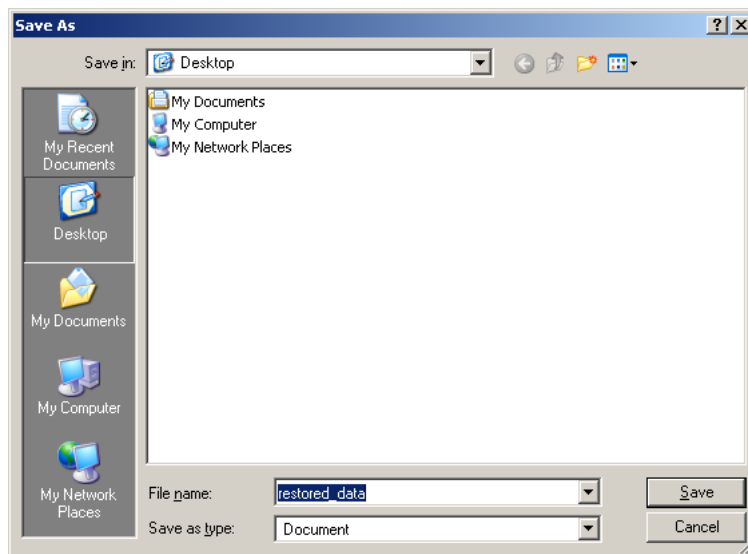 Save As
Save in: Desktop
My Recent
Documents
Desktop
My Documents
My Computer
My Network
Places
My Documents
My Computer
My Network Places
File name: restored_data Save
Save as type: Document Cancel